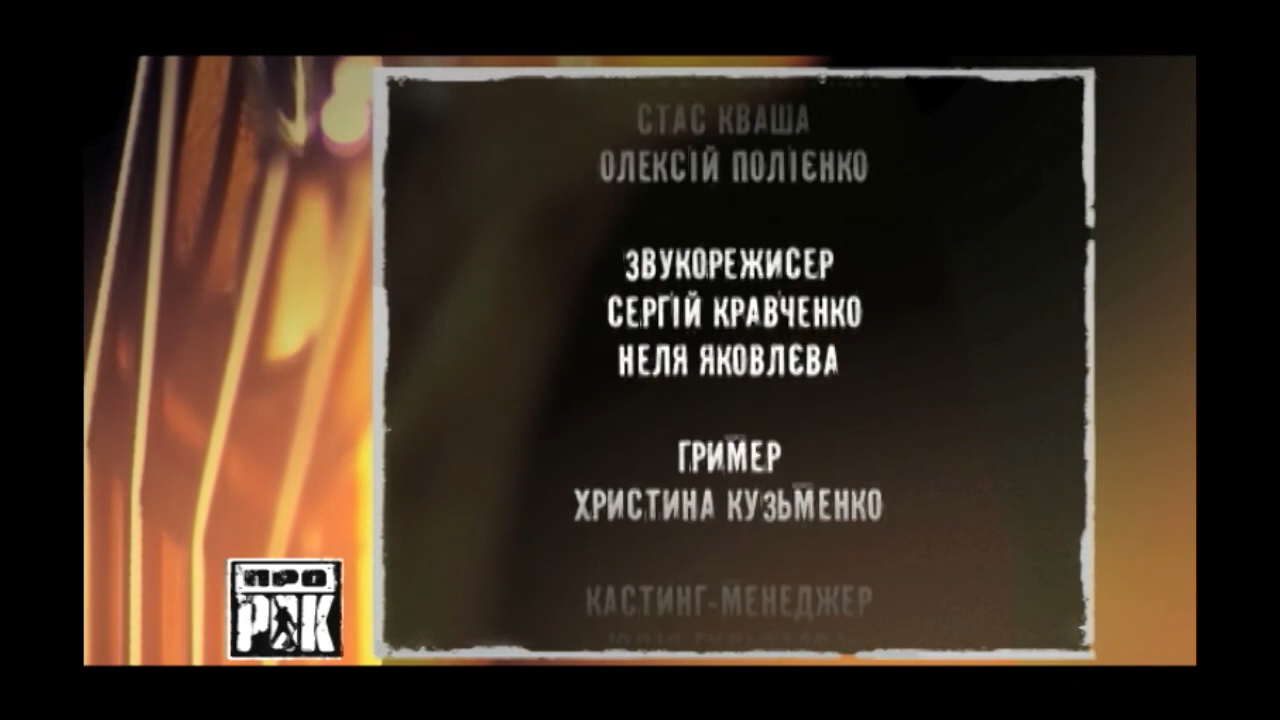 СТАС КВАША
ОЛЕКСІЙ ПОЛІЄНКО
ЗВУКОРЕЖИСЕР
СЕРГІЙ КРАВЧЕНКО
НЕЛЯ ЯКОВЛЄВА
ГРИМЕР
ХРИСТИНА КУЗЬМЕНКО
КАСТИНГ-МЕНЕДЖЕР
ПРО
РОК